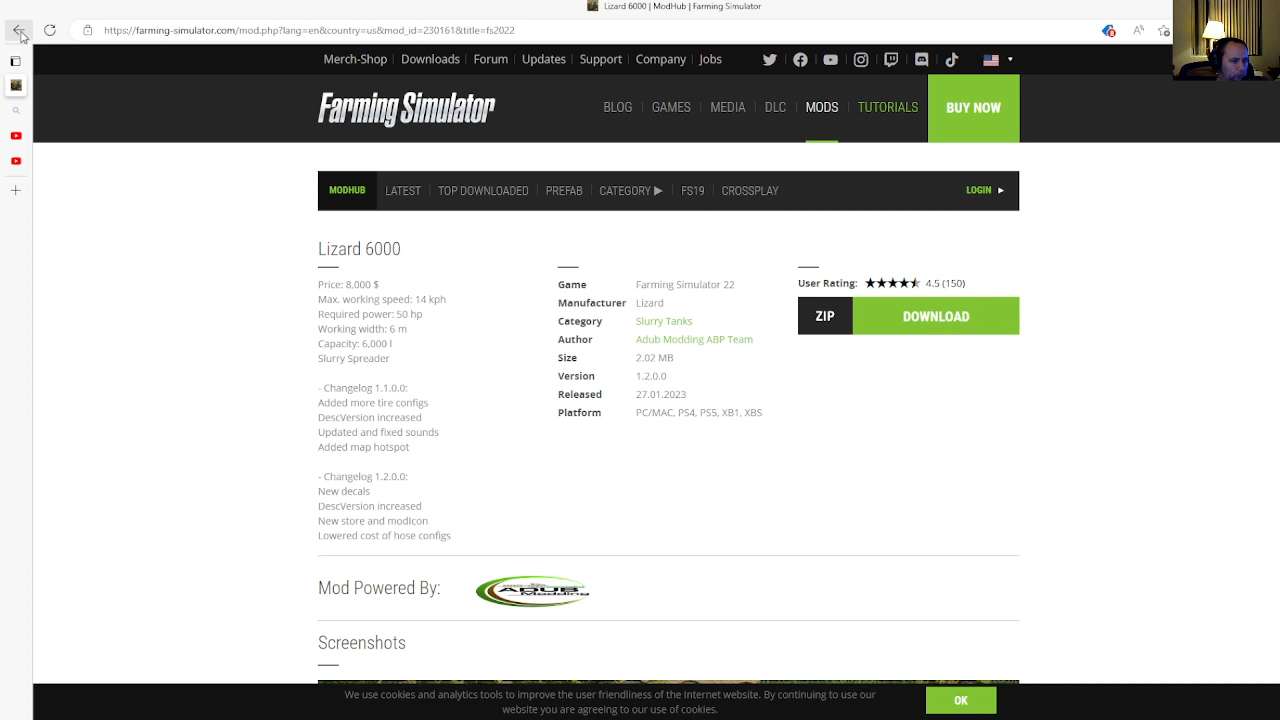 Lizard 6000 | ModHub | Farming Simulator
https://farming-simulator.com/mod.php?lang=en&country=us&mod_id=230161&title=fs2022
Merch-Shop Downloads Forum Updates Support Company Jobs
Farming Simulator
BLOG GAMES MEDIA DLC MODS TUTORIALS BUY NOW
MODHUB LATEST TOP DOWNLOADED PREFAB CATEGORY ▶ FS19 CROSSPLAY LOGIN ▶
Lizard 6000
Price: 8,000 $
Max. working speed: 14 kph
Required power: 50 hp
Working width: 6 m
Capacity: 6,000 l
Slurry Spreader
- Changelog 1.1.0.0:
Added more tire configs
DescVersion increased
Updated and fixed sounds
Added map hotspot
- Changelog 1.2.0.0:
New decals
DescVersion increased
New store and modIcon
Lowered cost of hose configs
Game Farming Simulator 22
Manufacturer Lizard
Category Slurry Tanks
Author Adub Modding ABP Team
Size 2.02 MB
Version 1.2.0.0
Released 27.01.2023
Platform PC/MAC, PS4, PS5, XB1, XBS
User Rating: 4.5 (150)
ZIP DOWNLOAD
Mod Powered By:
ADUB
Modding
Screenshots
We use cookies and analytics tools to improve the user friendliness of the Internet website. By continuing to use our
website you are agreeing to our use of cookies.
OK